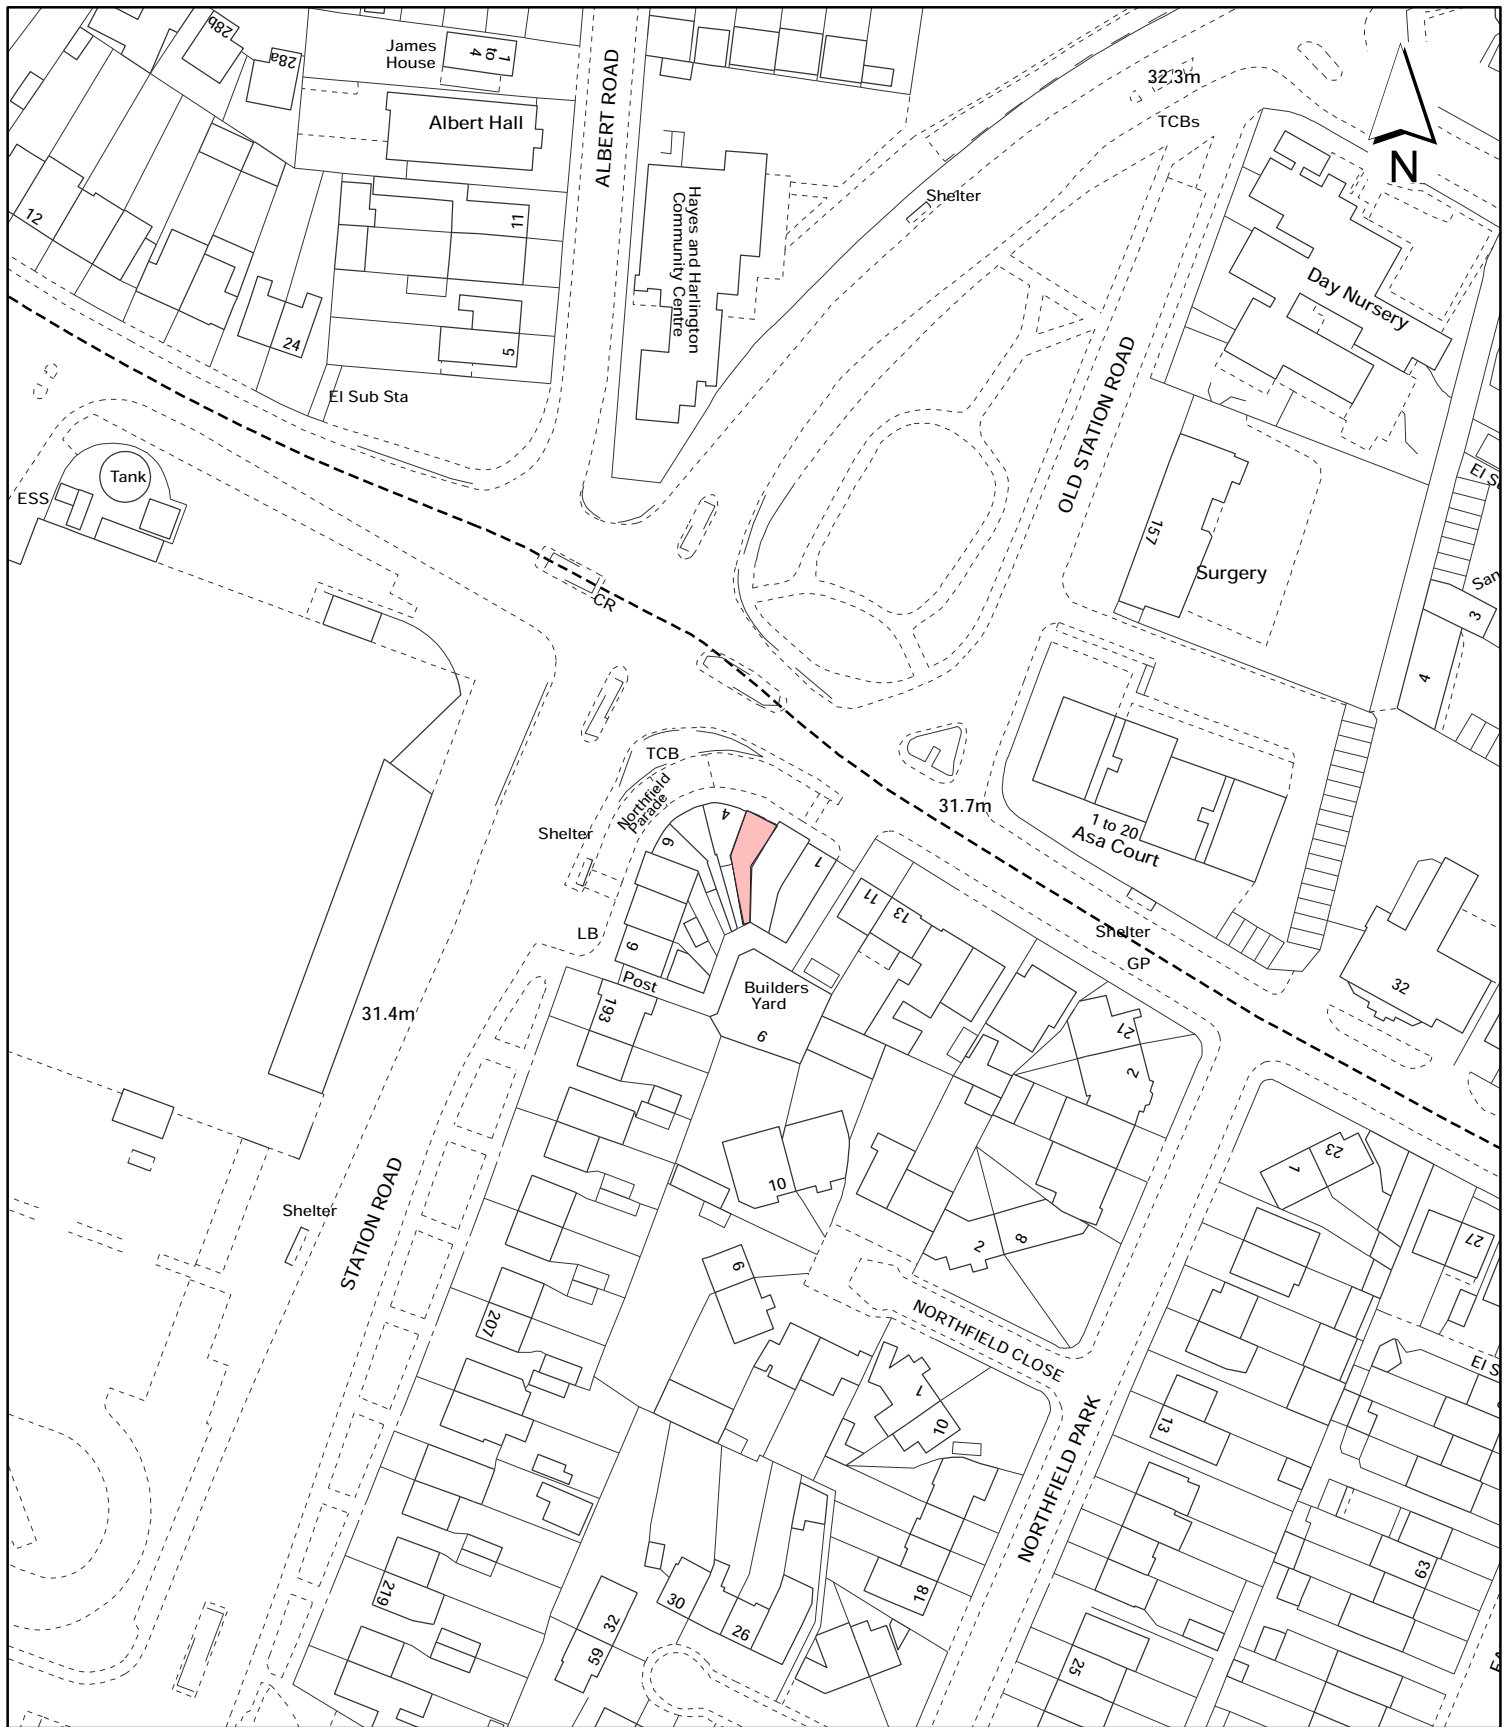 28b
28a
James
House
1
to
4
Albert Hall
ALBERT ROAD
32.3m
TCBs
N
12
11
Hayes and Harlington
Community Centre
Shelter
Day Nursery
24
5
El Sub Sta
OLD STATION ROAD
Tank
ESS
157
Surgery
CR
3
4
TCB
Northfield
Parade
31.7m
1 to 20
Asa Court
Shelter
4
6
1
11
13
LB
9
Post
Shelter
GP
32
Builders
Yard
9
193
31.4m
21
2
23
1
10
STATION ROAD
Shelter
2
8
27
6
207
NORTHFIELD CLOSE
1
10
13
NORTHFIELD PARK
18
63
219
30
26
32
59
25